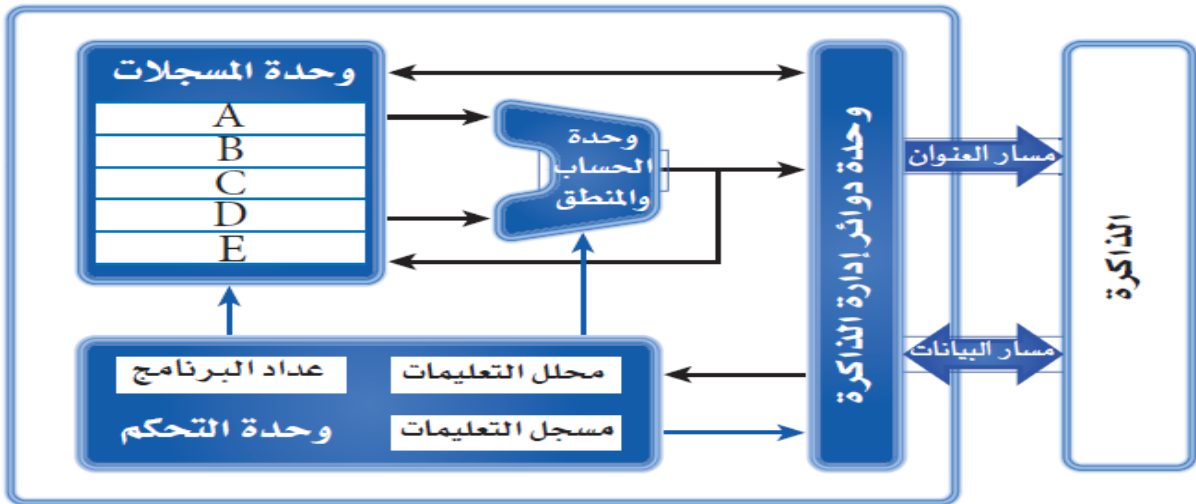 وحدة المسجلات
A
B
C
D
E
وحدة
الحساب
والمنطق
وحدة دوائر إدارة الذاكرة
مسار العنوان
مسار البيانات
الذاكرة
عداد البرنامج
محلل التعليمات
وحدة التحكم
مسجل التعليمات